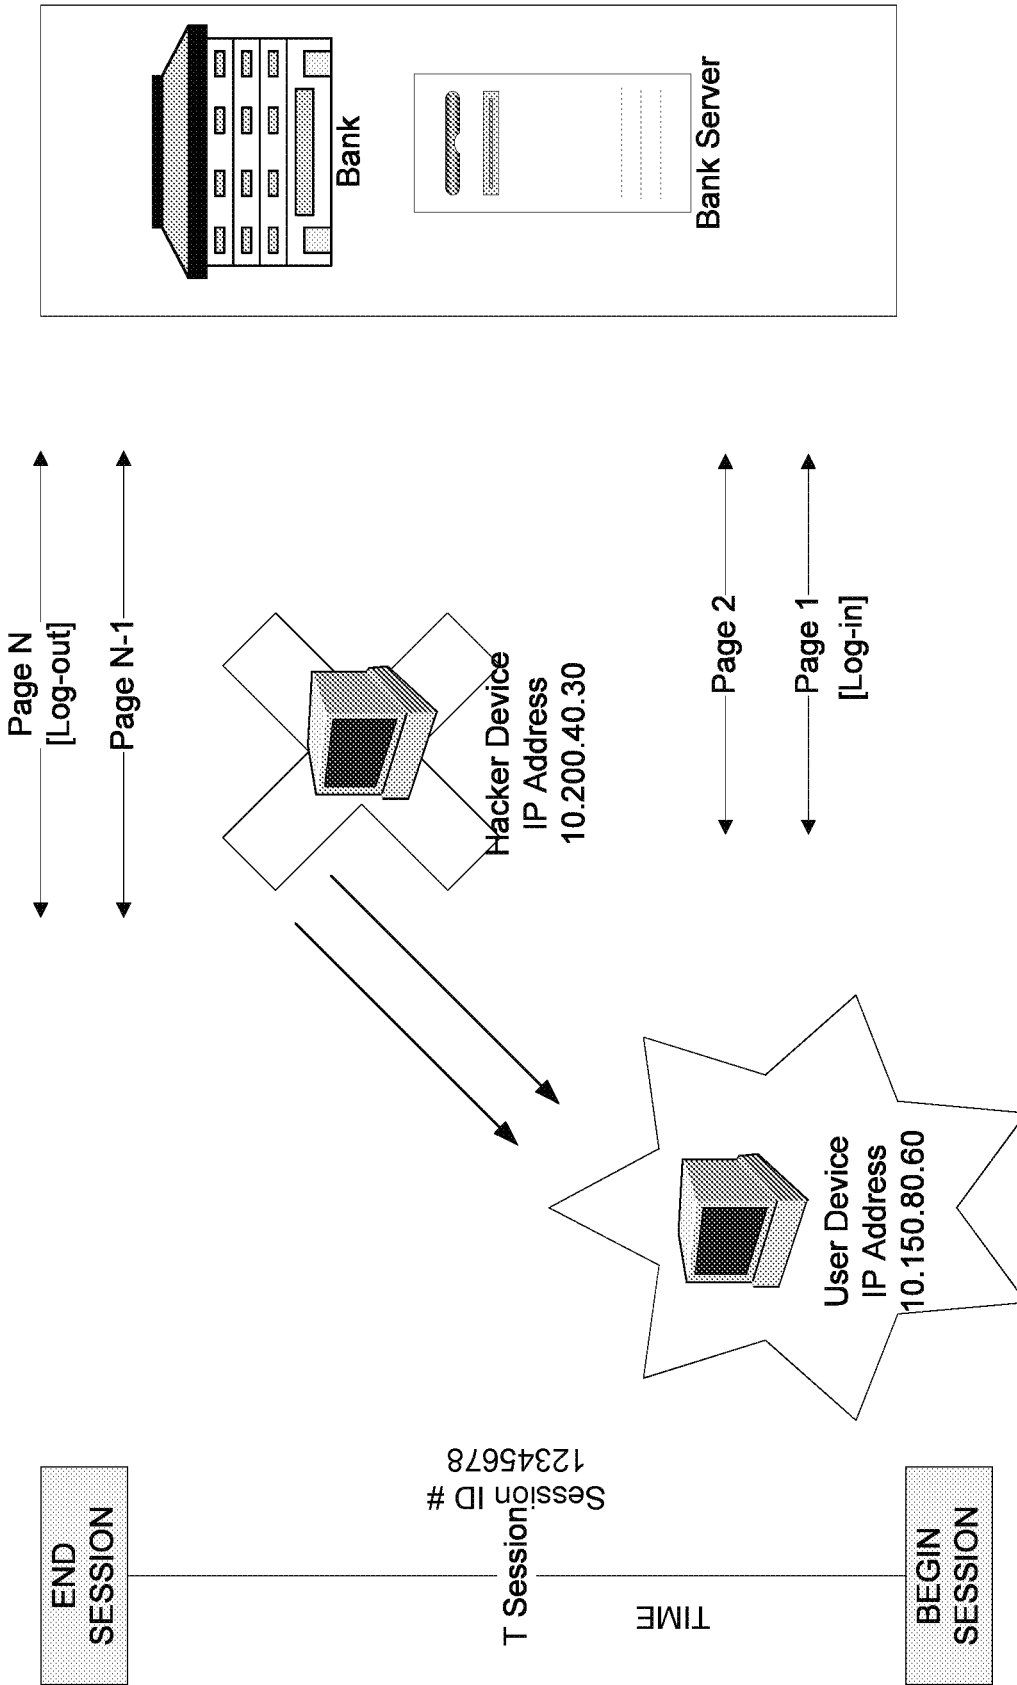 END
SESSION
T Session
Session ID #
12345678
TIME
BEGIN
SESSION
User Device
IP Address
10.150.80.60
Hacker Device
IP Address
10.200.40.30
Page N
[Log-out]
Page N-1
Page 2
Page 1
[Log-in]
Bank
Bank Server